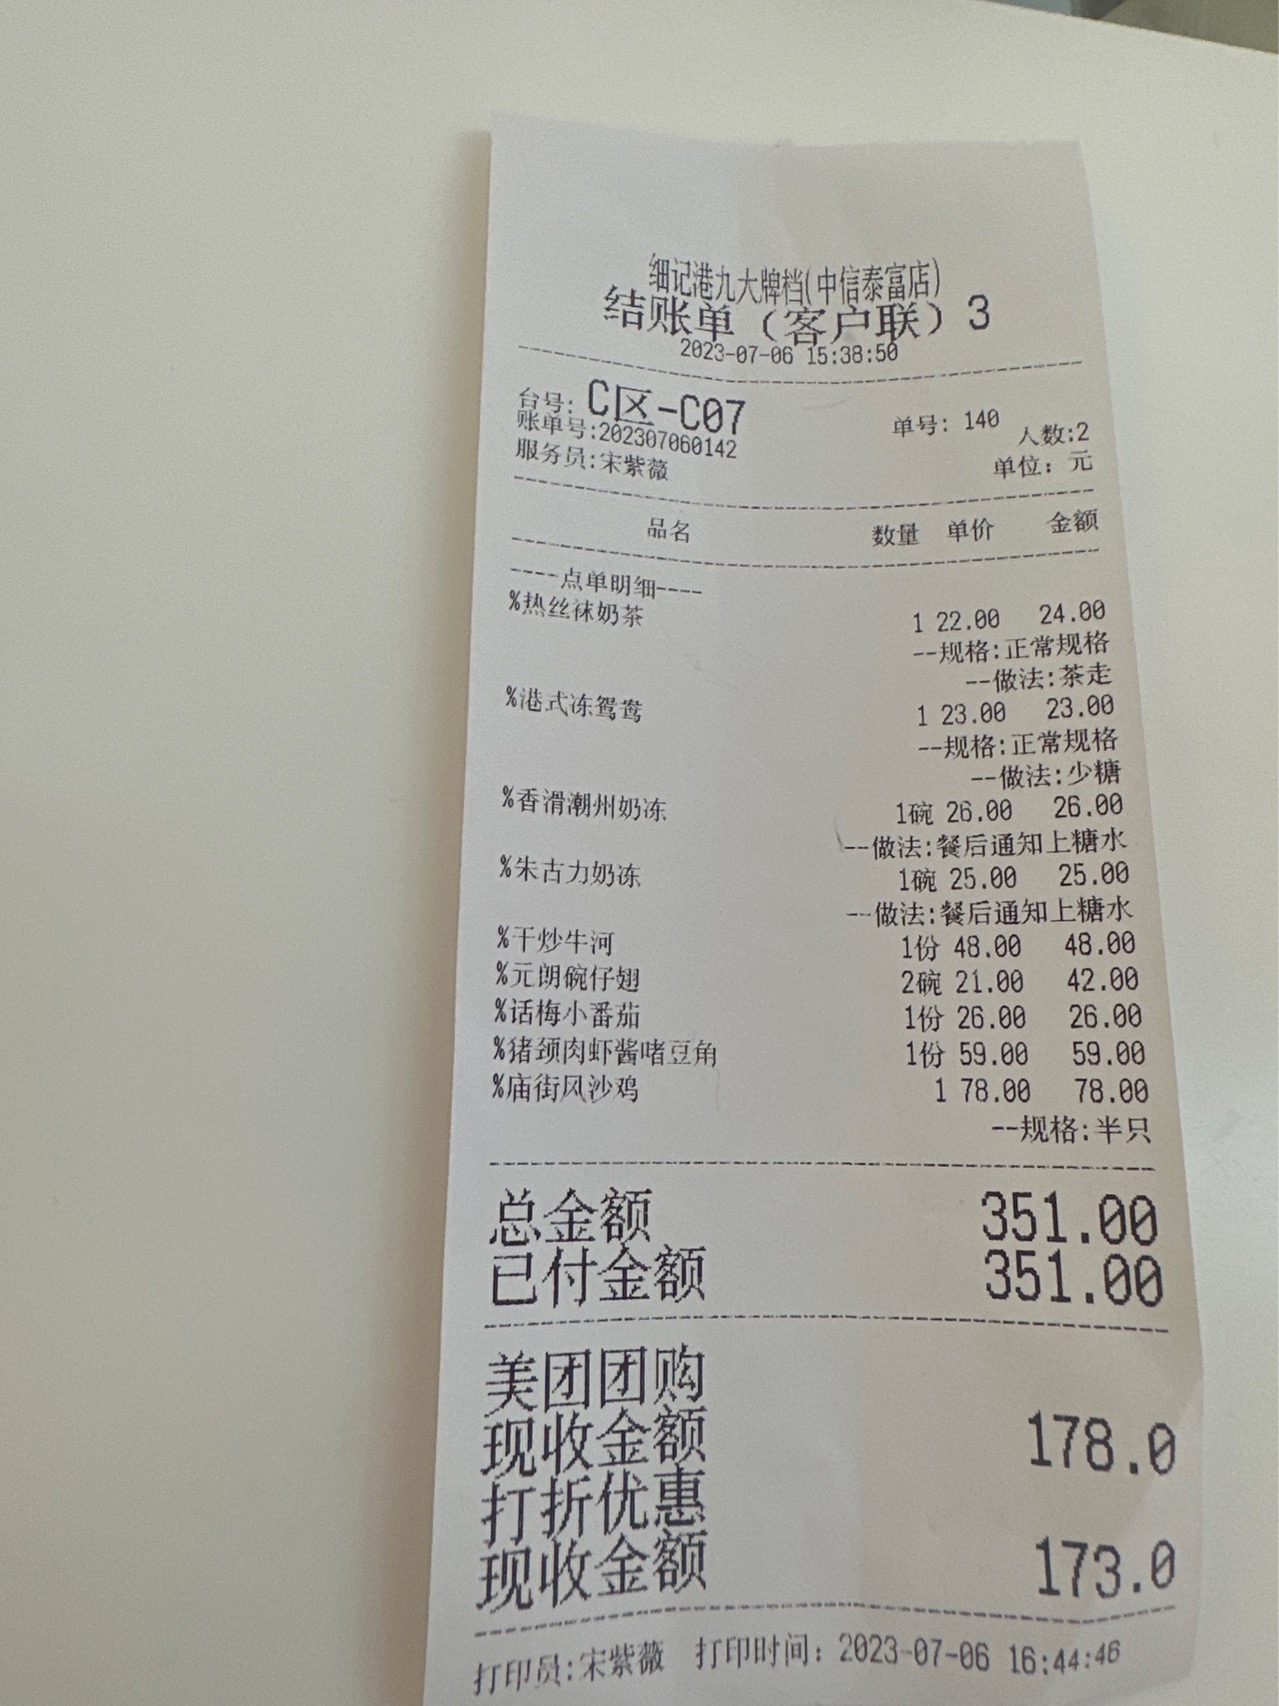 细记港九大牌档(中信泰富店)
结账单（客户联）3
2023-07-06 15:38:50
台号: C区-C07 单号: 140
账单号:202307060142 人数:2
服务员:宋紫薇 单位: 元
品名 数量 单价 金额
----点单明细----
%热丝袜奶茶 1 22.00 24.00
--规格:正常规格
--做法:茶走
%港式冻鸳鸯 1 23.00 23.00
--规格:正常规格
--做法:少糖
%香滑潮州奶冻 1碗 26.00 26.00
--做法:餐后通知上糖水
%朱古力奶冻 1碗 25.00 25.00
--做法:餐后通知上糖水
%干炒牛河 1份 48.00 48.00
%元朗碗仔翅 2碗 21.00 42.00
%话梅小番茄 1份 26.00 26.00
%猪颈肉虾酱啫豆角 1份 59.00 59.00
%庙街风沙鸡 1 78.00 78.00
--规格:半只
总金额 351.00
已付金额 351.00
美团团购
现收金额 178.0
打折优惠
现收金额 173.0
打印员:宋紫薇 打印时间: 2023-07-06 16:44:46